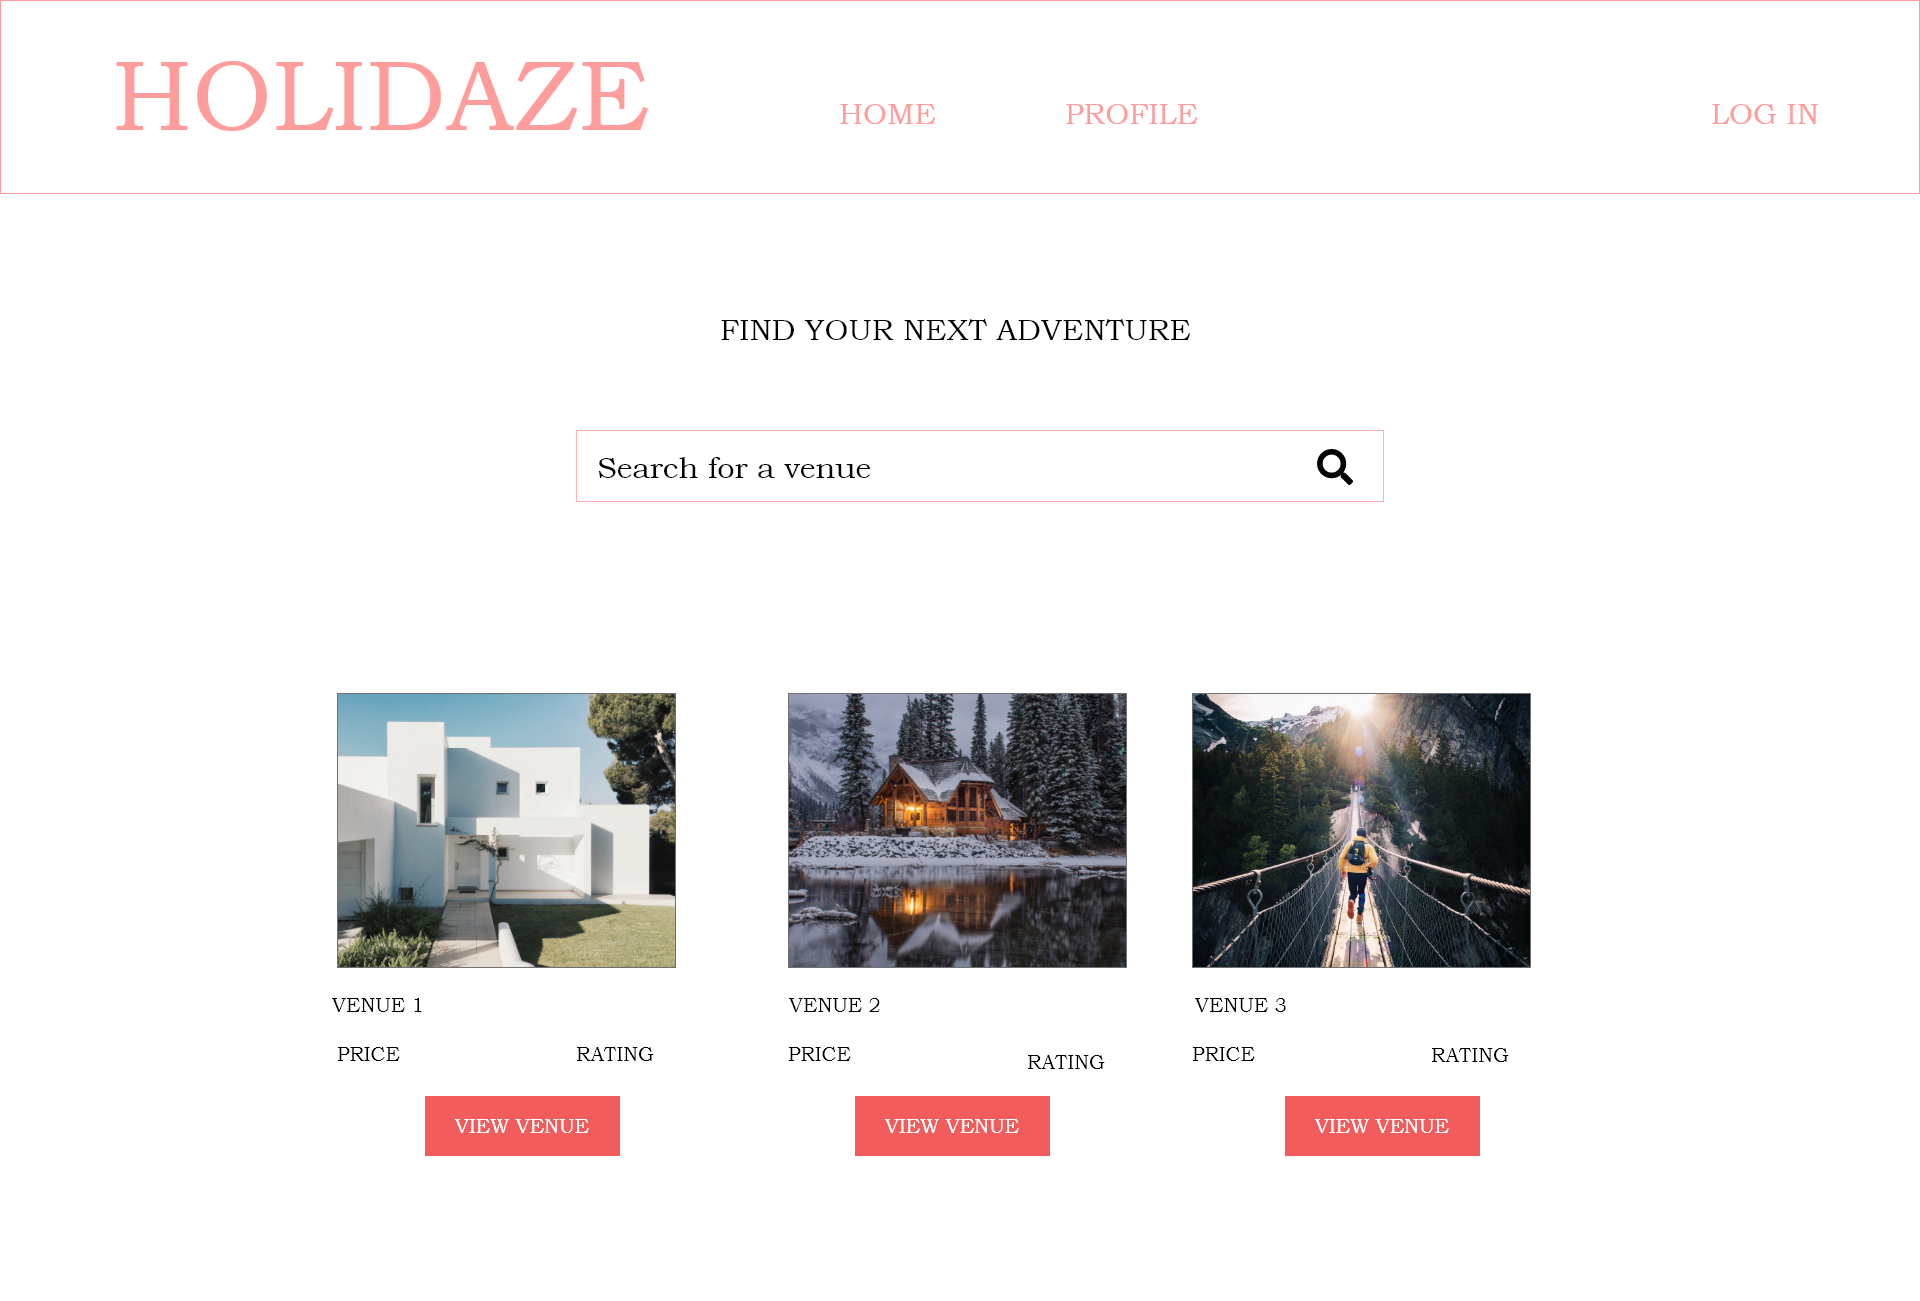 HOLIDAZE
HOME PROFILE LOG IN
FIND YOUR NEXT ADVENTURE
Search for a venue
VENUE 1 VENUE 2 VENUE 3
PRICE RATING PRICE RATING PRICE RATING
VIEW VENUE VIEW VENUE VIEW VENUE